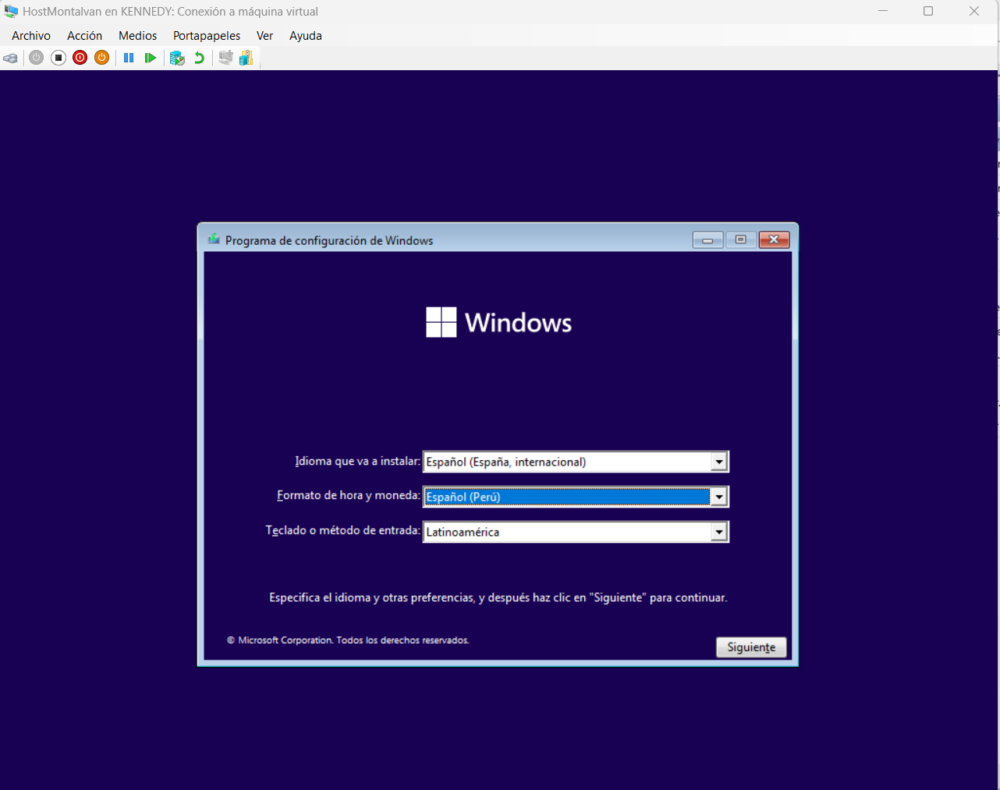 HostMontalvan en KENNEDY: Conexión a máquina virtual
Archivo Acción Medios Portapapeles Ver Ayuda
Programa de configuración de Windows
Windows
Idioma que va a instalar: Español (España, internacional)
Formato de hora y moneda: Español (Perú)
Teclado o método de entrada: Latinoamérica
Especifica el idioma y otras preferencias, y después haz clic en "Siguiente" para continuar.
© Microsoft Corporation. Todos los derechos reservados.
Siguiente